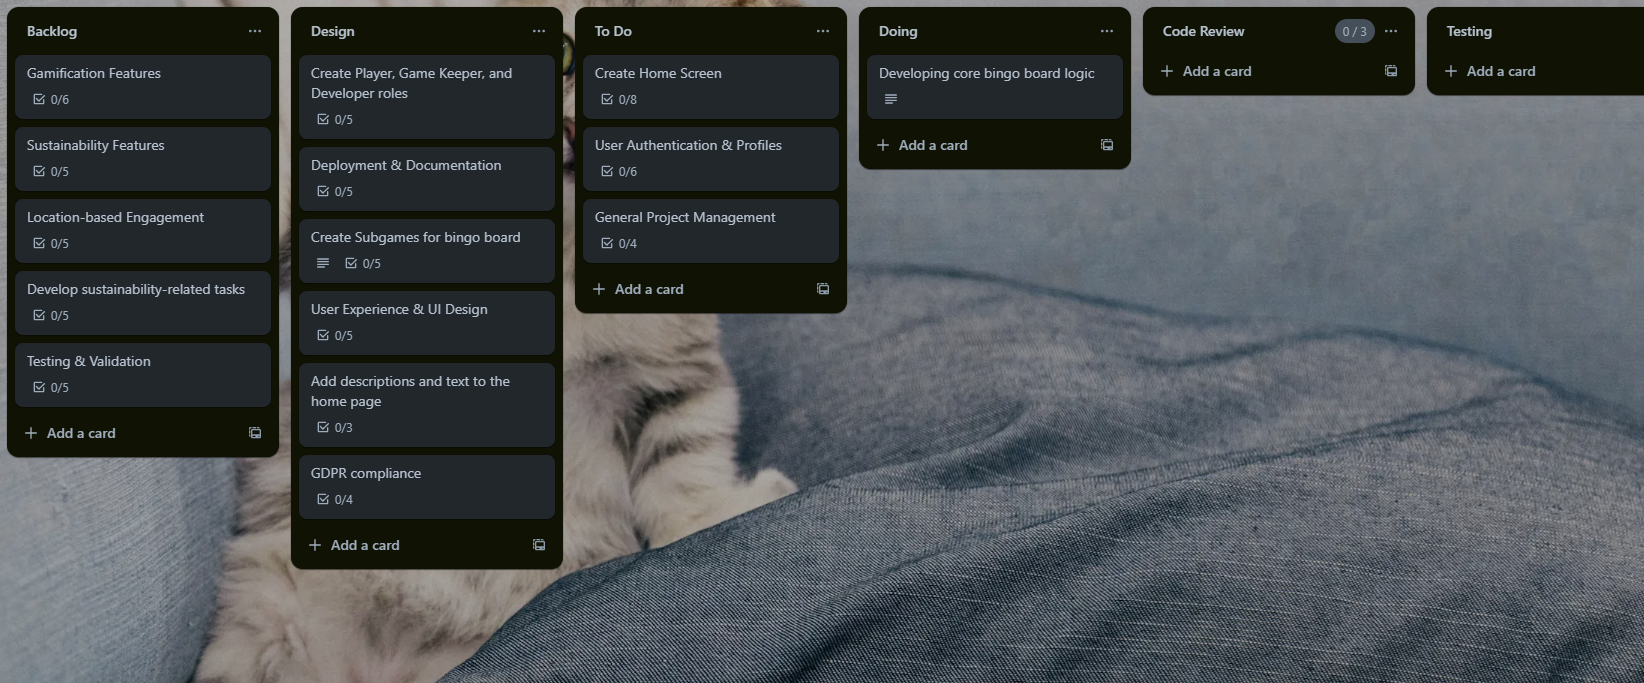 Backlog
Gamification Features
0/6
Sustainability Features
0/5
Location-based Engagement
0/5
Develop sustainability-related tasks
0/5
Testing & Validation
0/5
Add a card
Design
Create Player, Game Keeper, and
Developer roles
0/5
Deployment & Documentation
0/5
Create Subgames for bingo board
0/5
User Experience & UI Design
0/5
Add descriptions and text to the
home page
0/3
GDPR compliance
0/4
Add a card
To Do
Create Home Screen
0/8
User Authentication & Profiles
0/6
General Project Management
0/4
Add a card
Doing
Developing core bingo board logic
Add a card
Code Review
0 / 3
Add a card
Testing
Add a card